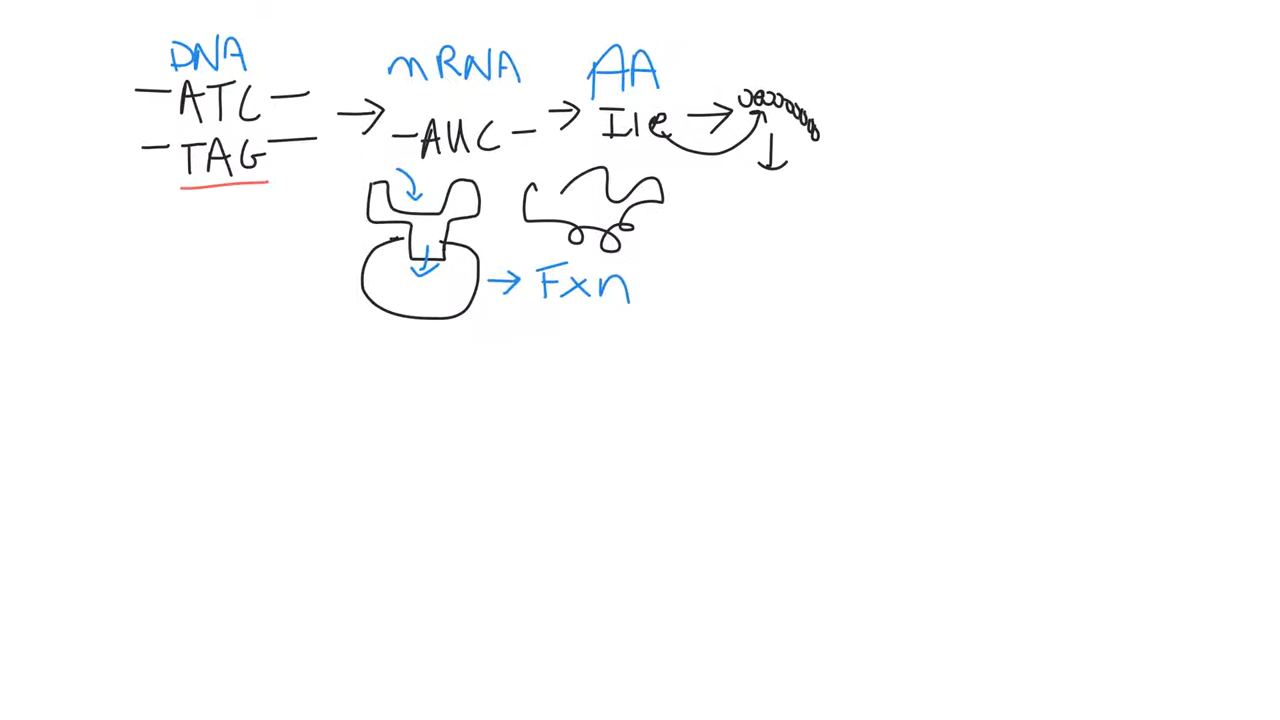 DNA
mRNA
AA
- ATC -
- TAG -
→ - AUC - → Ile →
→ Fxn